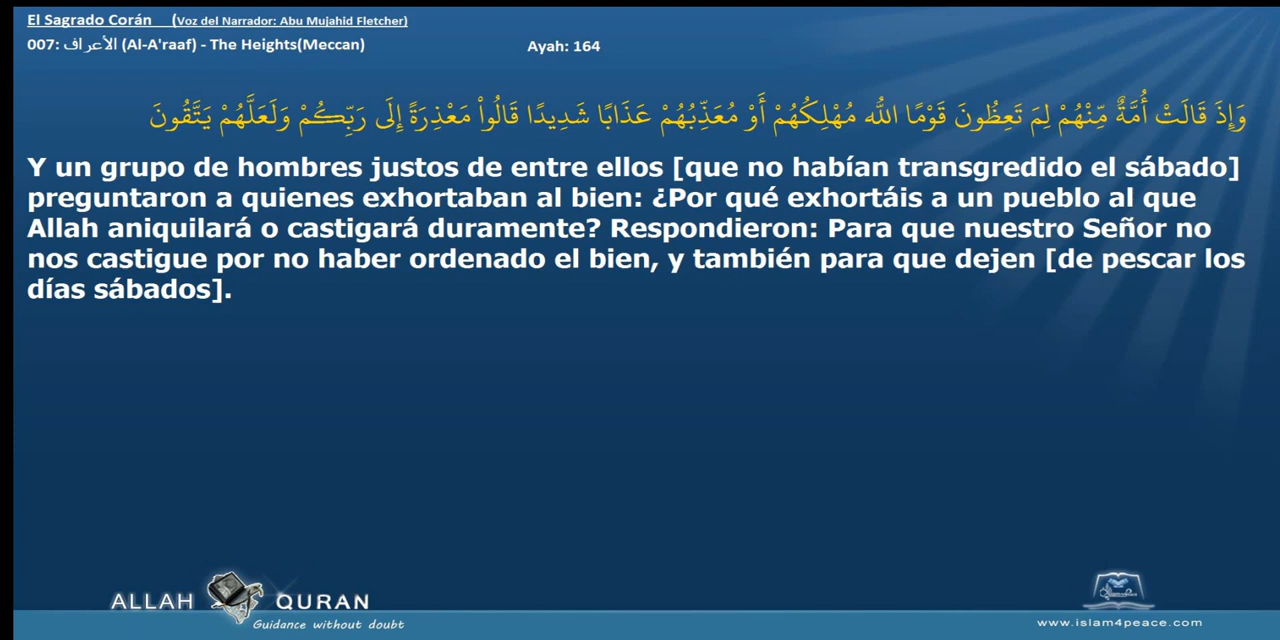 El Sagrado Corán (Voz del Narrador: Abu Mujahid Fletcher)
007: الأعراف (Al-A'raaf) - The Heights(Meccan) Ayah: 164
وَإِذَ قَالَتْ أُمَّةٌ مِّنْهُمْ لِمَ تَعِظُونَ قَوْمًا اللّه مُهْلِكُهُمْ أَوْ مُعَذِّبُهُمْ عَذَابًا شَدِيدًا قَالُواْ مَعْذِرَةً إِلَى رَبِّكُمْ وَلَعَلَّهُمْ يَتَّقُونَ
Y un grupo de hombres justos de entre ellos [que no habían transgredido el sábado]
preguntaron a quienes exhortaban al bien: ¿Por qué exhortáis a un pueblo al que
Allah aniquilará o castigará duramente? Respondieron: Para que nuestro Señor no
nos castigue por no haber ordenado el bien, y también para que dejen [de pescar los
días sábados].
ALLAH QURAN
Guidance without doubt
www.islam4peace.com